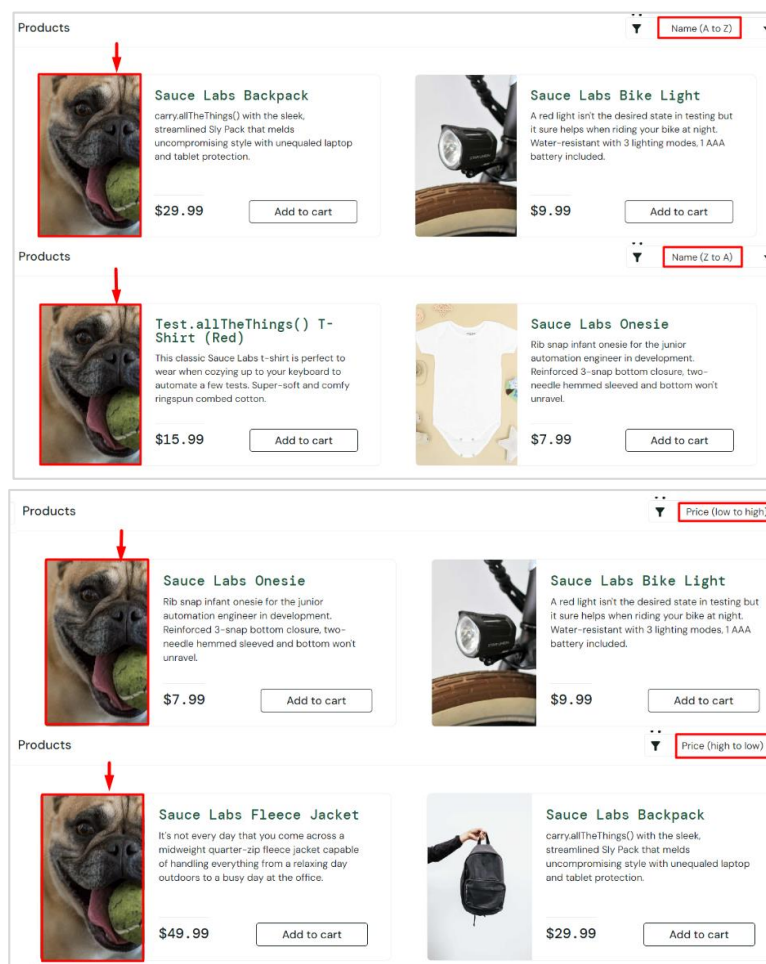 Products
Name (A to Z)
Sauce Labs Backpack
carry.allTheThings() with the sleek,
streamlined Sly Pack that melds
uncompromising style with unequaled laptop
and tablet protection.
$29.99
Add to cart
Sauce Labs Bike Light
A red light isn't the desired state in testing but
it sure helps when riding your bike at night.
Water-resistant with 3 lighting modes, 1 AAA
battery included.
$9.99
Add to cart
Products
Name (Z to A)
Test.allTheThings() T-
Shirt (Red)
This classic Sauce Labs t-shirt is perfect to
wear when cozying up to your keyboard to
automate a few tests. Super-soft and comfy
ringspun combed cotton.
$15.99
Add to cart
Sauce Labs Onesie
Rib snap infant onesie for the junior
automation engineer in development.
Reinforced 3-snap bottom closure, two-
needle hemmed sleeved and bottom won't
unravel.
$7.99
Add to cart
Products
Price (low to high)
Sauce Labs Onesie
Rib snap infant onesie for the junior
automation engineer in development.
Reinforced 3-snap bottom closure, two-
needle hemmed sleeved and bottom won't
unravel.
$7.99
Add to cart
Sauce Labs Bike Light
A red light isn't the desired state in testing but
it sure helps when riding your bike at night.
Water-resistant with 3 lighting modes, 1 AAA
battery included.
$9.99
Add to cart
Products
Price (high to low)
Sauce Labs Fleece Jacket
It's not every day that you come across a
midweight quarter-zip fleece jacket capable
of handling everything from a relaxing day
outdoors to a busy day at the office.
$49.99
Add to cart
Sauce Labs Backpack
carry.allTheThings() with the sleek,
streamlined Sly Pack that melds
uncompromising style with unequaled laptop
and tablet protection.
$29.99
Add to cart